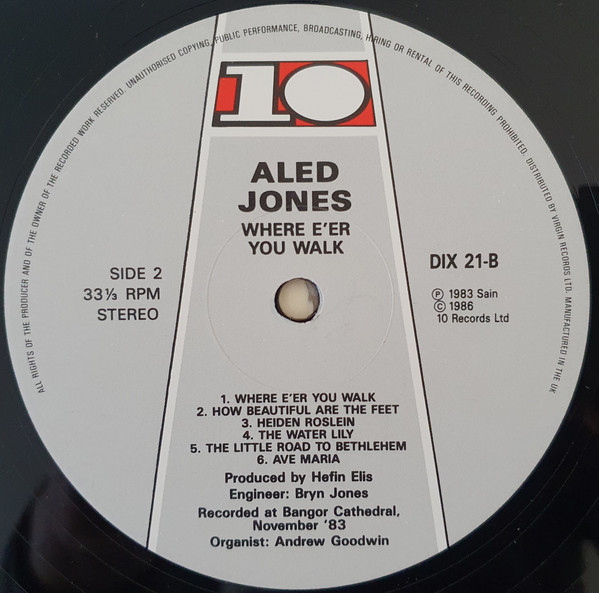 ALL RIGHTS OF THE PRODUCER AND OF THE OWNER OF THE RECORDED WORK RESERVED. UNAUTHORISED COPYING, PUBLIC PERFORMANCE, BROADCASTING, HIRING OR RENTAL OF THIS RECORDING PROHIBITED. DISTRIBUTED BY VIRGIN RECORDS LTD. MANUFACTURED IN THE UK
10
ALED
JONES
WHERE E'ER
YOU WALK
SIDE 2
33⅓ RPM
STEREO
DIX 21-B
Ⓟ 1983 Sain
© 1986
10 Records Ltd
1. WHERE E'ER YOU WALK
2. HOW BEAUTIFUL ARE THE FEET
3. HEIDEN ROSLEIN
4. THE WATER LILY
5. THE LITTLE ROAD TO BETHLEHEM
6. AVE MARIA
Produced by Hefin Elis
Engineer: Bryn Jones
Recorded at Bangor Cathedral,
November '83
Organist: Andrew Goodwin